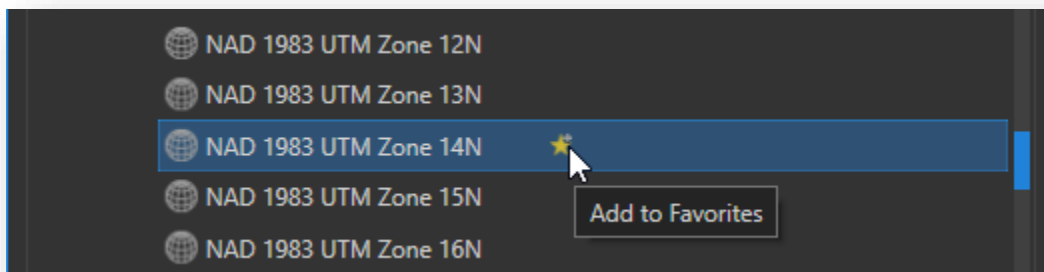 NAD 1983 UTM Zone 12N
NAD 1983 UTM Zone 13N
NAD 1983 UTM Zone 14N
NAD 1983 UTM Zone 15N
Add to Favorites
NAD 1983 UTM Zone 16N